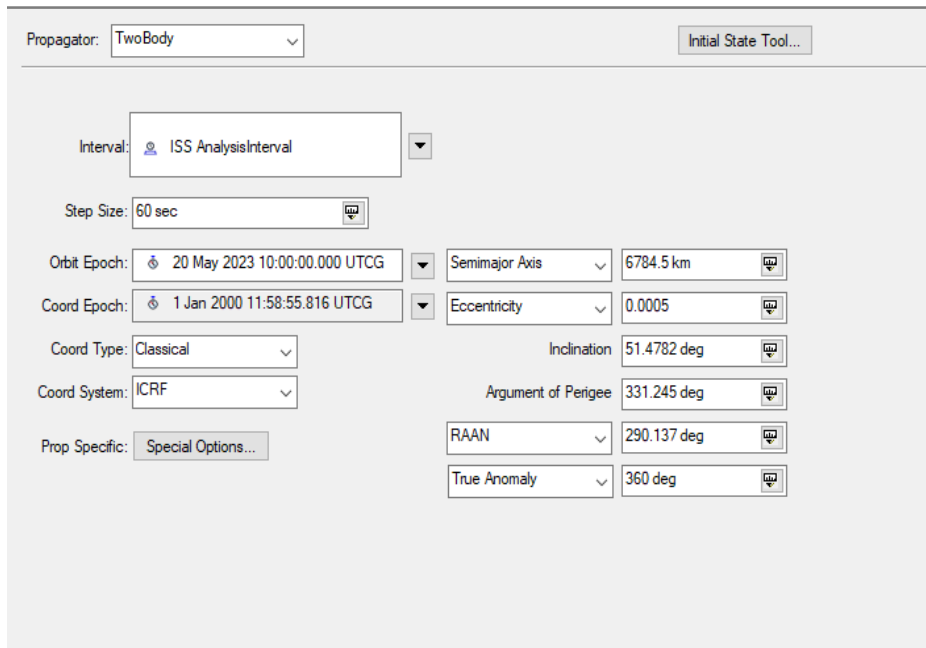 Propagator: TwoBody Initial State Tool...
Interval: ISS AnalysisInterval
Step Size: 60 sec
Orbit Epoch: 20 May 2023 10:00:00.000 UTCG Semimajor Axis 6784.5 km
Coord Epoch: 1 Jan 2000 11:58:55.816 UTCG Eccentricity 0.0005
Coord Type: Classical Inclination 51.4782 deg
Coord System: ICRF Argument of Perigee 331.245 deg
Prop Specific: Special Options... RAAN 290.137 deg
True Anomaly 360 deg